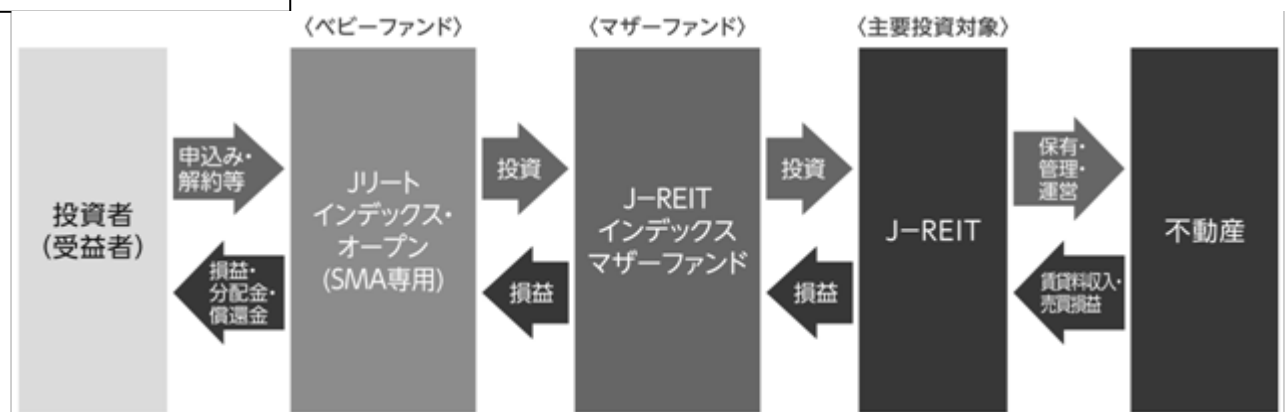 〈ベビーファンド〉
〈マザーファンド〉
〈主要投資対象〉
投資者
(受益者)
申込み・
解約等
損益・
分配金・
償還金
Jリート
インデックス・
オープン
(SMA専用)
投資
損益
J-REIT
インデックス
マザーファンド
投資
損益
J-REIT
保有・
管理・
運営
賃貸料収入・
売買損益
不動産